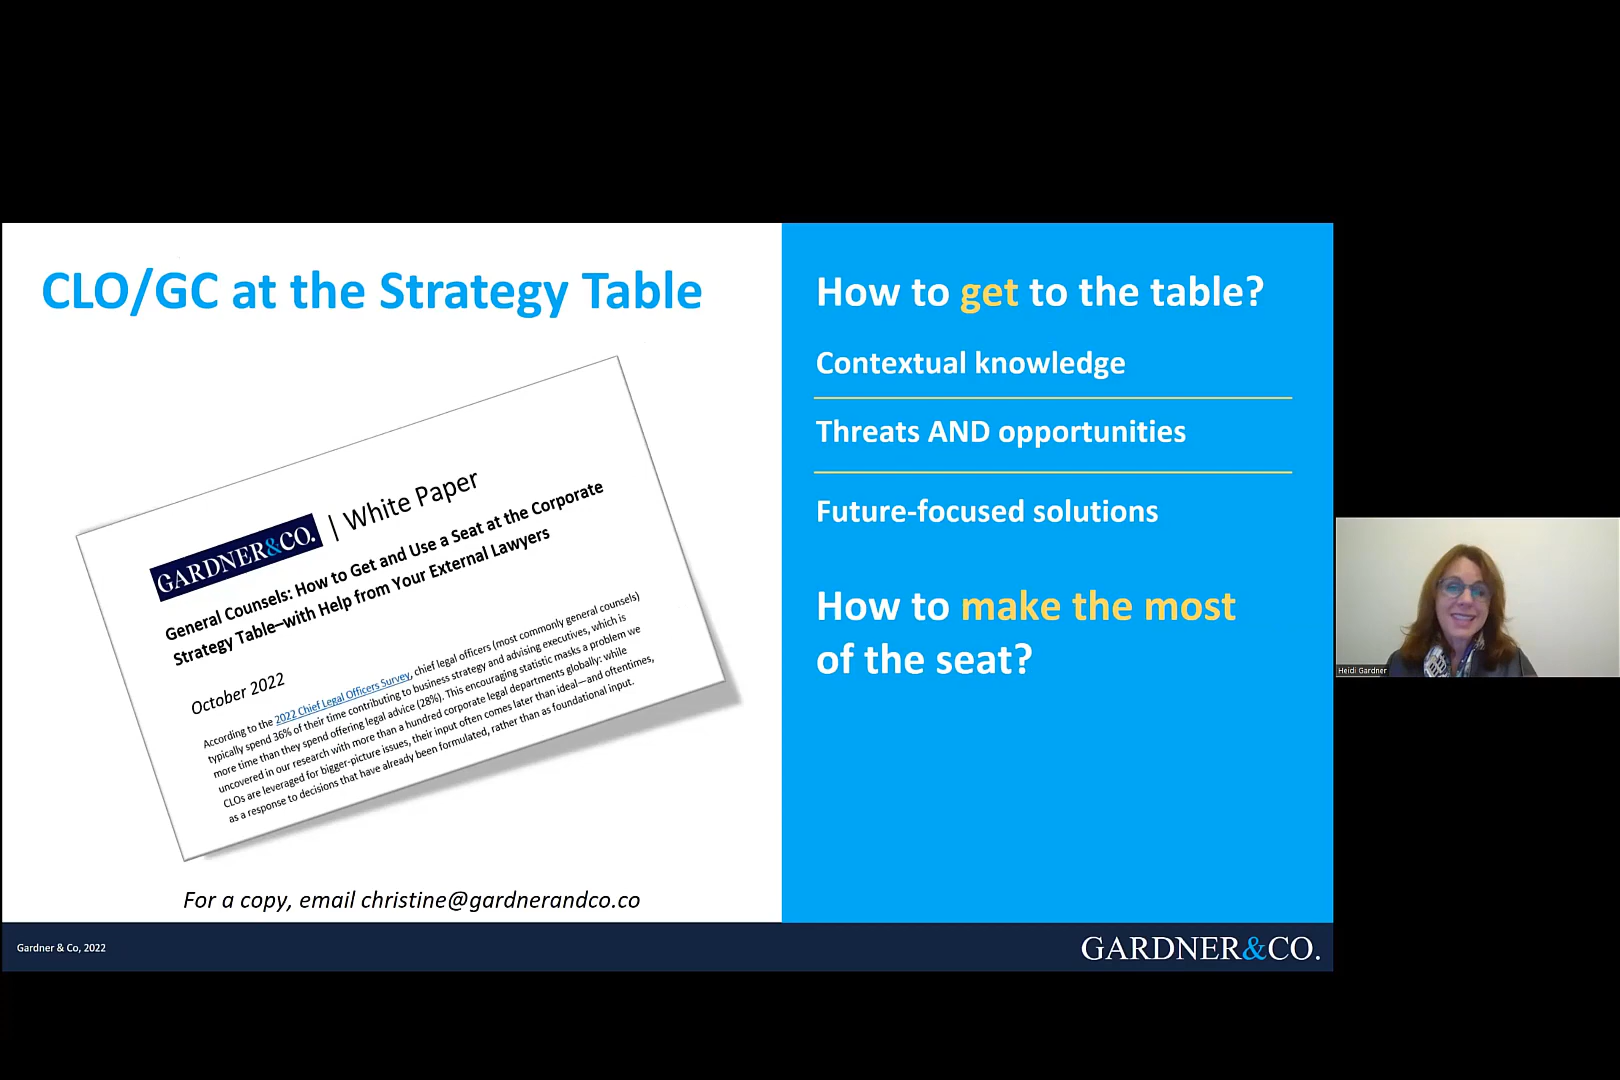 CLO/GC at the Strategy Table
GARDNER&CO. | White Paper
General Counsels: How to Get and Use a Seat at the Corporate
Strategy Table–with Help from Your External Lawyers
October 2022
According to the 2022 Chief Legal Officers Survey, chief legal officers (most commonly general counsels)
typically spend 36% of their time contributing to business strategy and advising executives, which is
more time than they spend offering legal advice (28%). This encouraging statistic masks a problem we
uncovered in our research with more than a hundred corporate legal departments globally: while
CLOs are leveraged for bigger-picture issues, their input often comes later than ideal—and oftentimes,
as a response to decisions that have already been formulated, rather than as foundational input.
For a copy, email christine@gardnerandco.co
How to get to the table?
Contextual knowledge
Threats AND opportunities
Future-focused solutions
How to make the most
of the seat?
Heidi Gardner
Gardner & Co, 2022
GARDNER&CO.